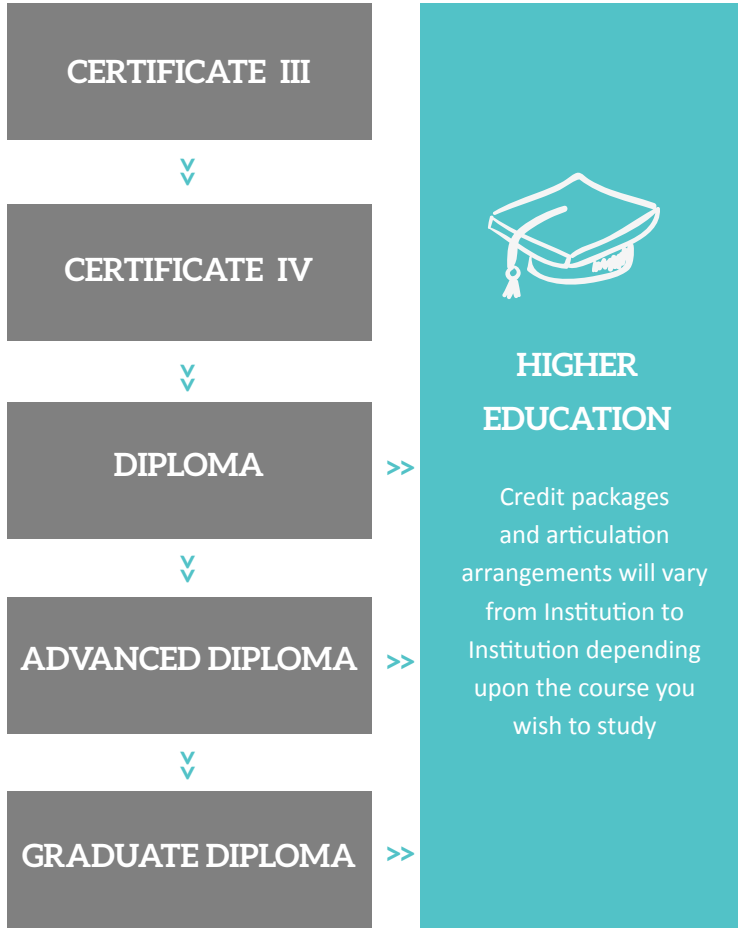 CERTIFICATE III
CERTIFICATE IV
DIPLOMA
>>
ADVANCED DIPLOMA
>>
GRADUATE DIPLOMA
>>
HIGHER
EDUCATION
Credit packages
and articulation
arrangements will vary
from Institution to
Institution depending
upon the course you
wish to study